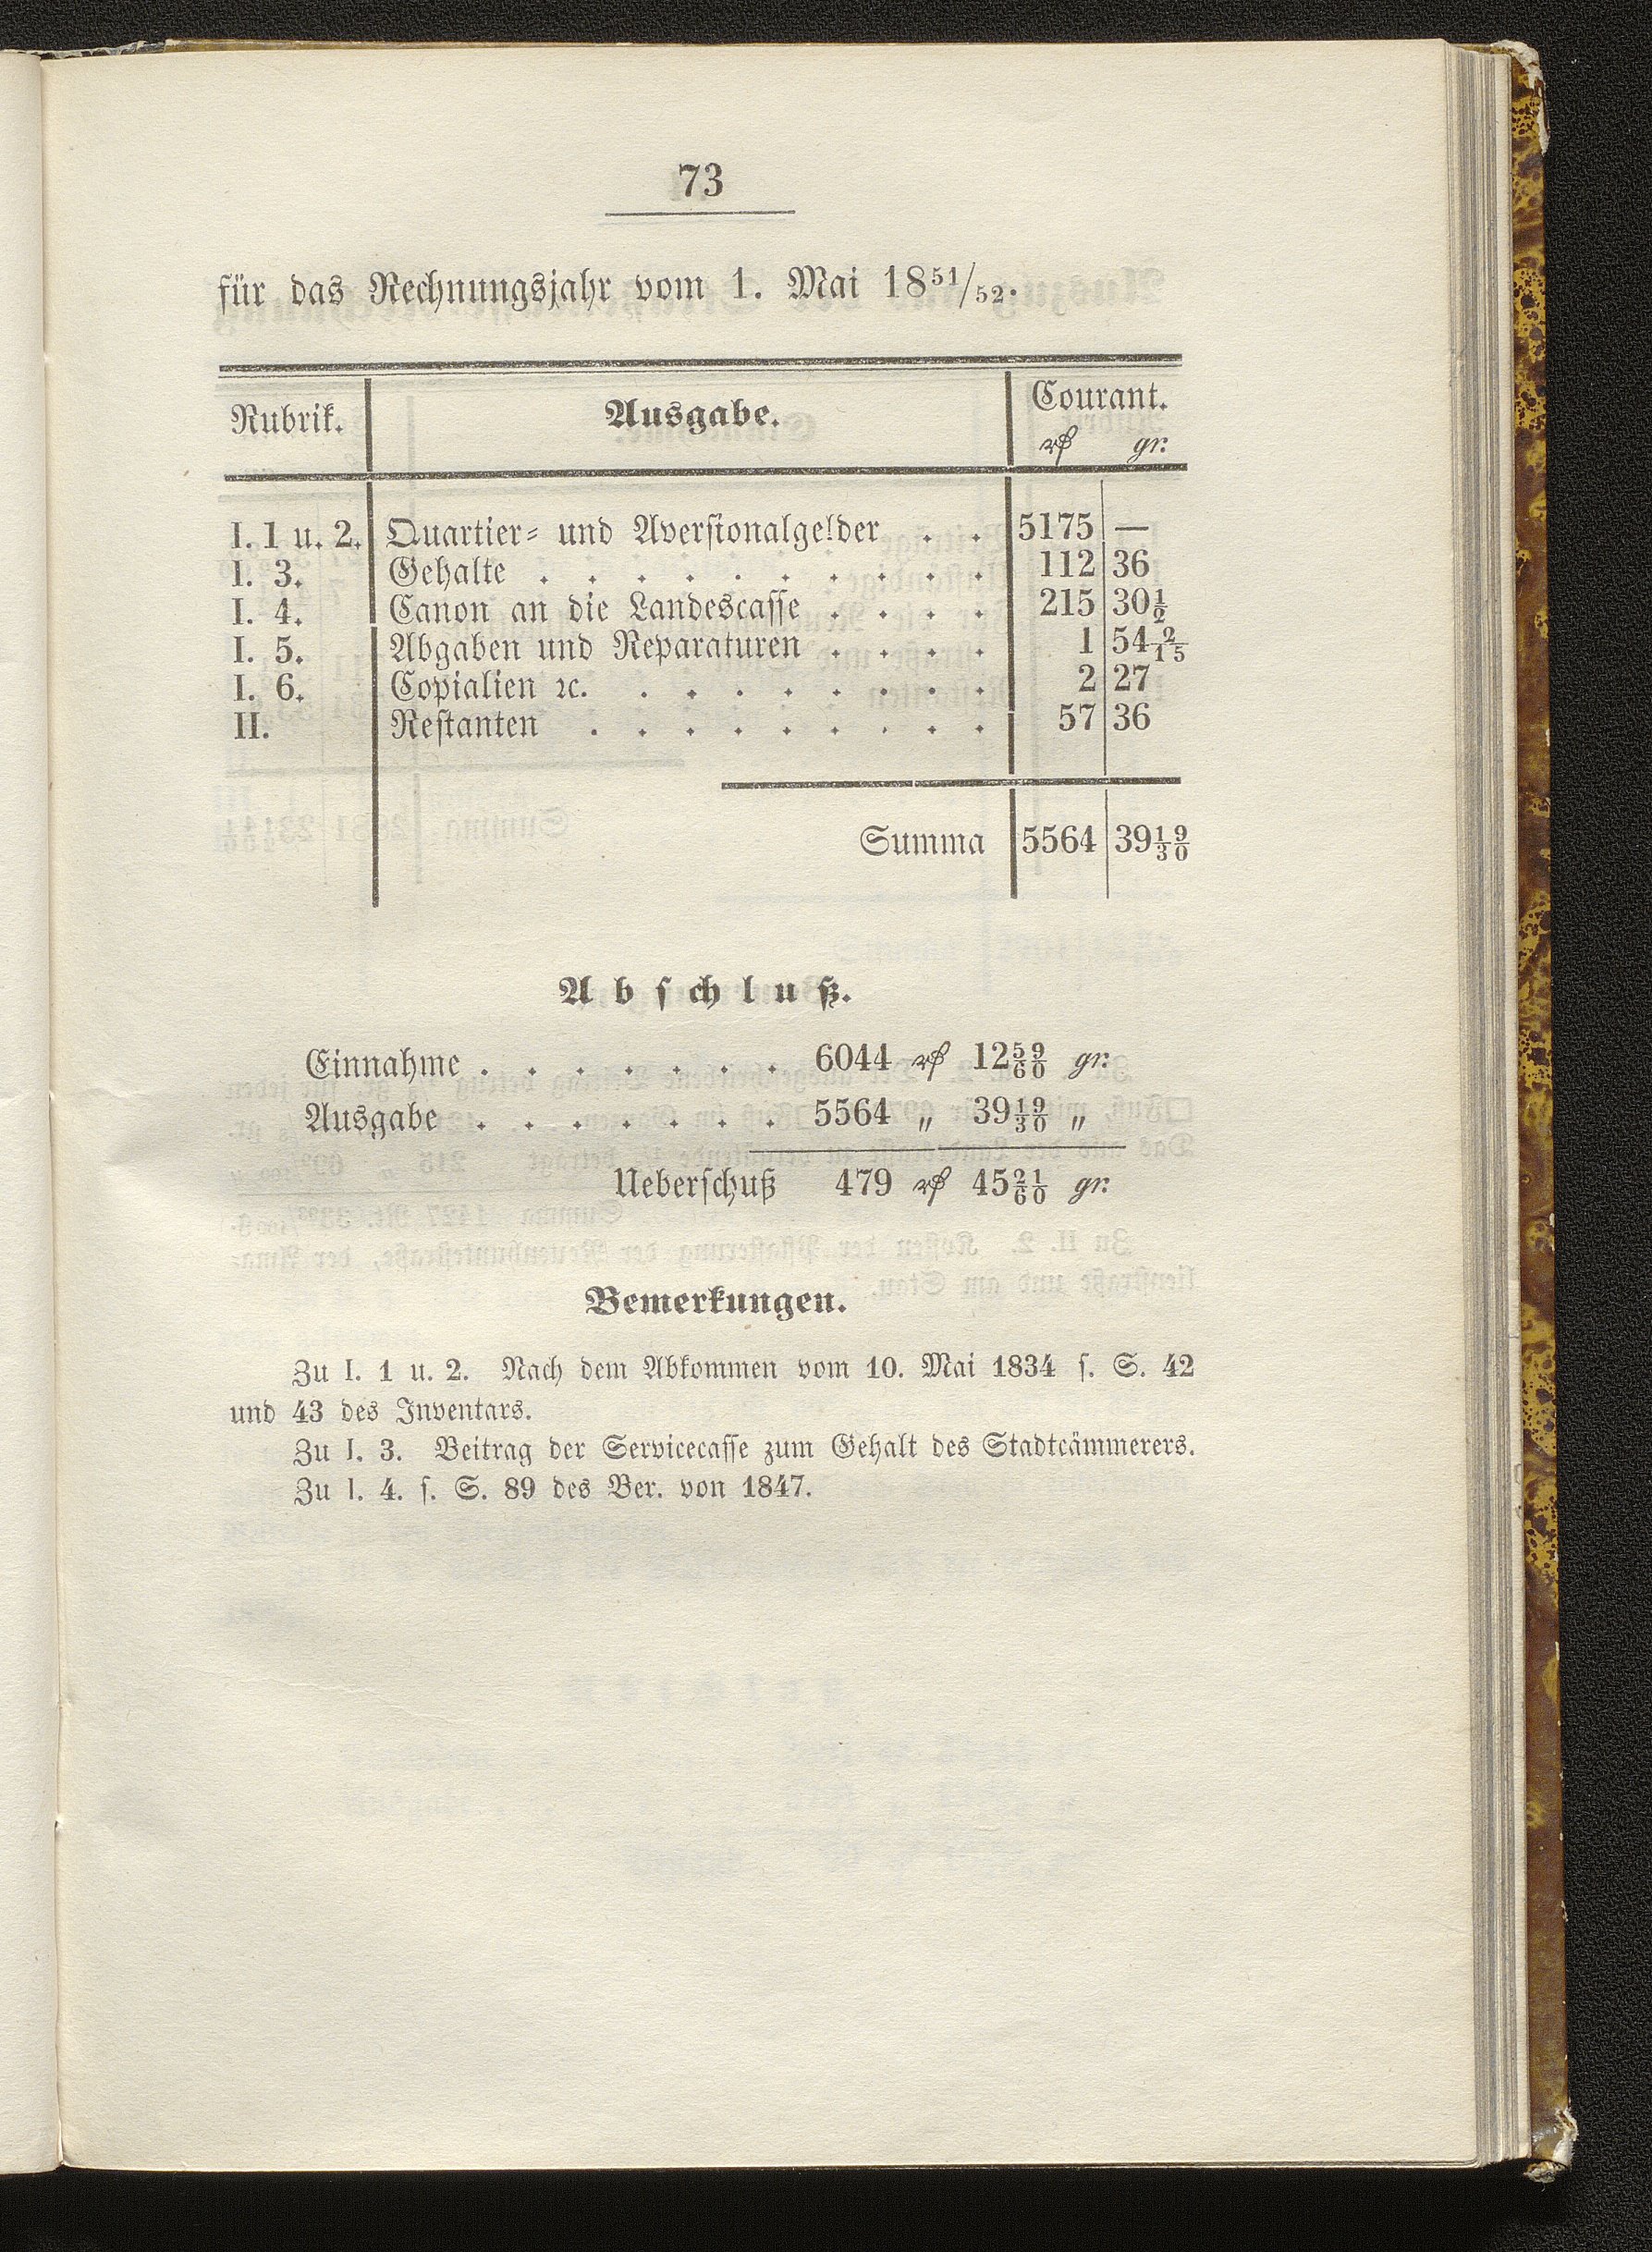 73
für das Rechnungsjahr vom 1. Mai 18⁵¹/₅₂.
Rubrik. Ausgabe. Courant.
₰ gr.
I. 1 u. 2. Quartier- und Aversionalgelder . . 5175 —
I. 3. Gehalte . . . . . . . . . . 112 36
I. 4. Canon an die Landescasse . . . . 215 30 1/2
I. 5. Abgaben und Reparaturen . . . . 1 54 2/15
I. 6. Copialien ꝛc. . . . . . . . . 2 27
II. Restanten . . . . . . . . . 57 36
Summa 5564 39 19/30
Abschluß.
Einnahme . . . . . . . 6044 ₰ 12 59/60 gr.
Ausgabe . . . . . . . 5564 „ 39 19/30 „
Ueberschuß 479 ₰ 45 21/60 gr.
Bemerkungen.
Zu I. 1 u. 2. Nach dem Abkommen vom 10. Mai 1834 s. S. 42
und 43 des Inventars.
Zu I. 3. Beitrag der Servicecasse zum Gehalt des Stadtcämmerers.
Zu I. 4. s. S. 89 des Ber. von 1847.